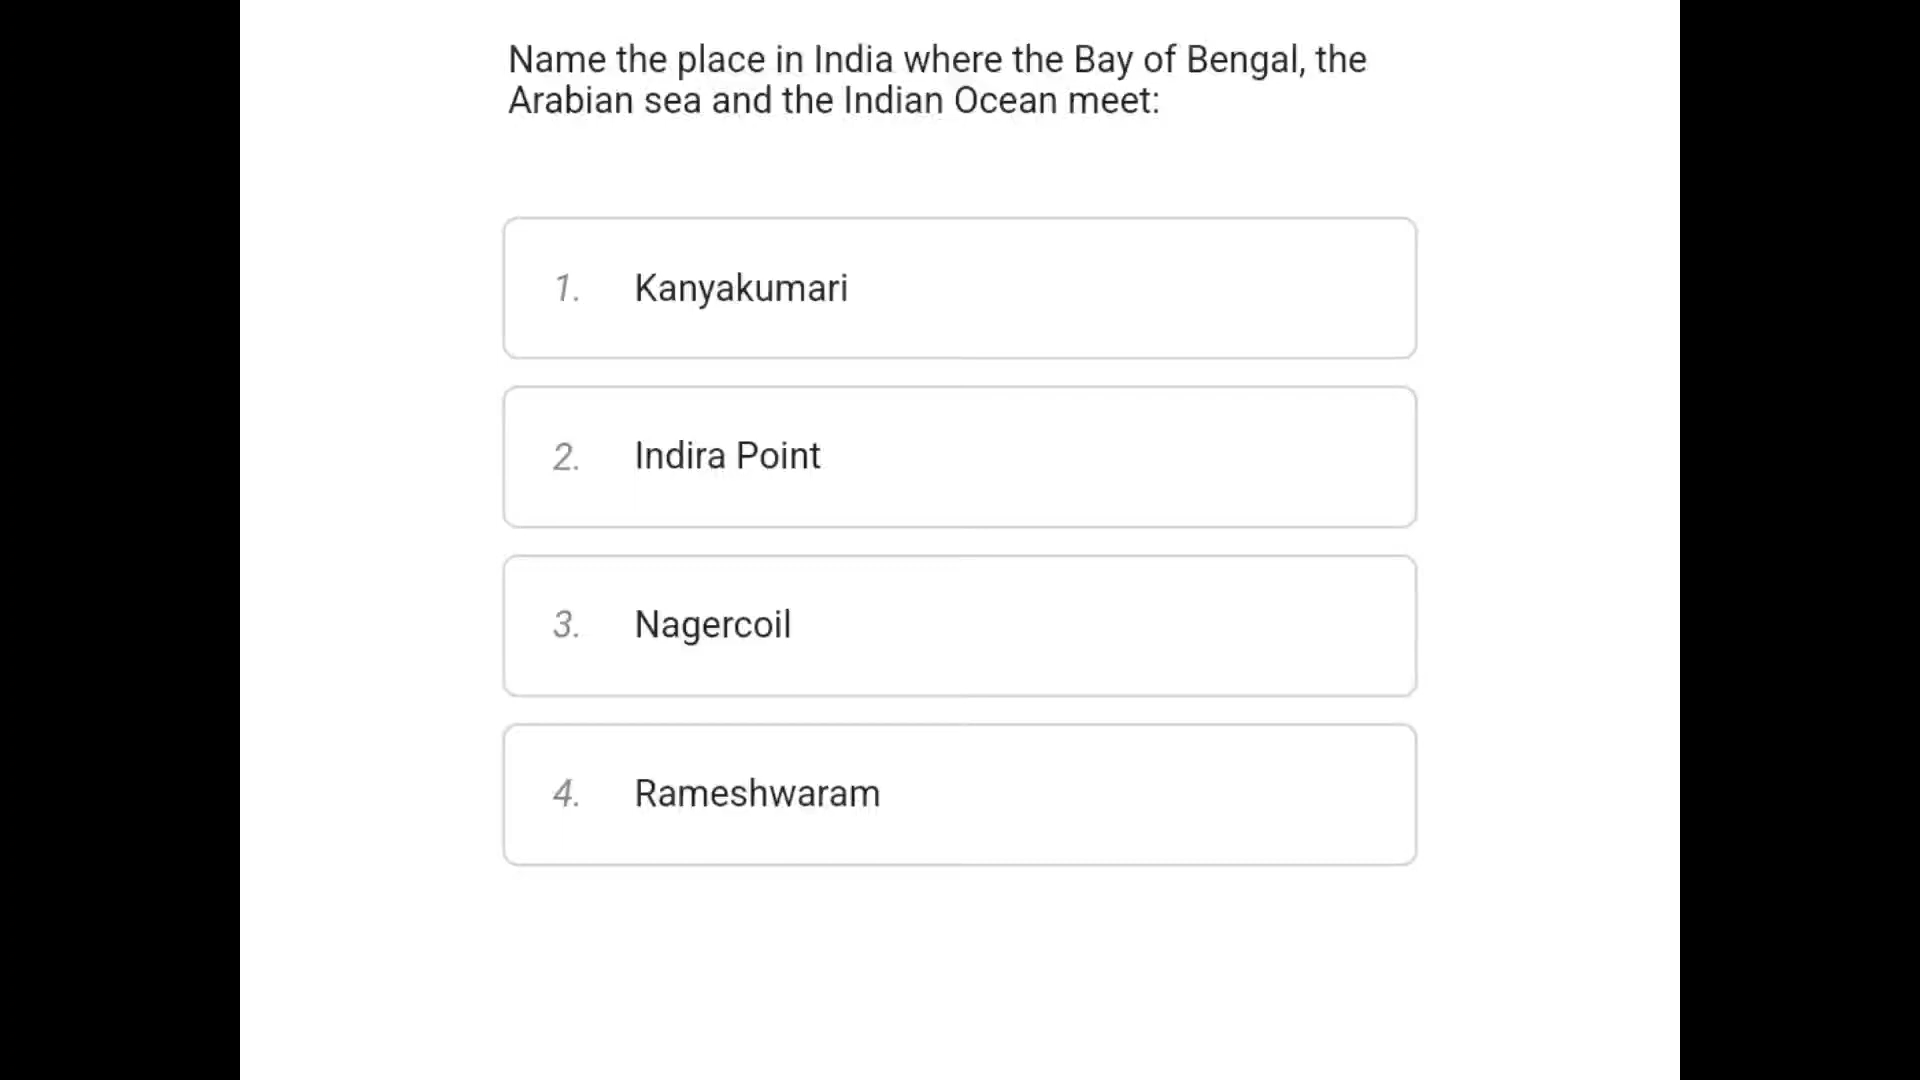 Name the place in India where the Bay of Bengal, the
Arabian sea and the Indian Ocean meet:
1. Kanyakumari
2. Indira Point
3. Nagercoil
4. Rameshwaram